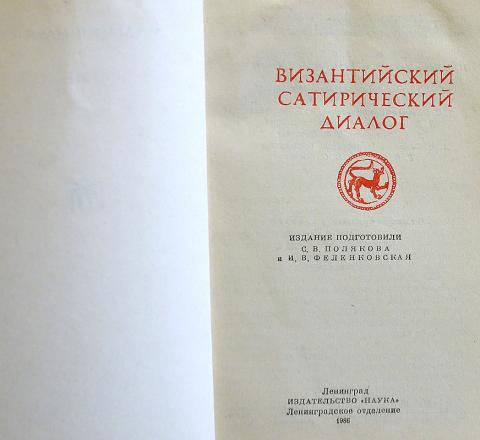 ВИЗАНТИЙСКИЙ
САТИРИЧЕСКИЙ
ДИАЛОГ
ИЗДАНИЕ ПОДГОТОВИЛИ
С. В. ПОЛЯКОВА
и И. В. ФЕЛЕНКОВСКАЯ
Ленинград
ИЗДАТЕЛЬСТВО «НАУКА»
Ленинградское отделение
1986